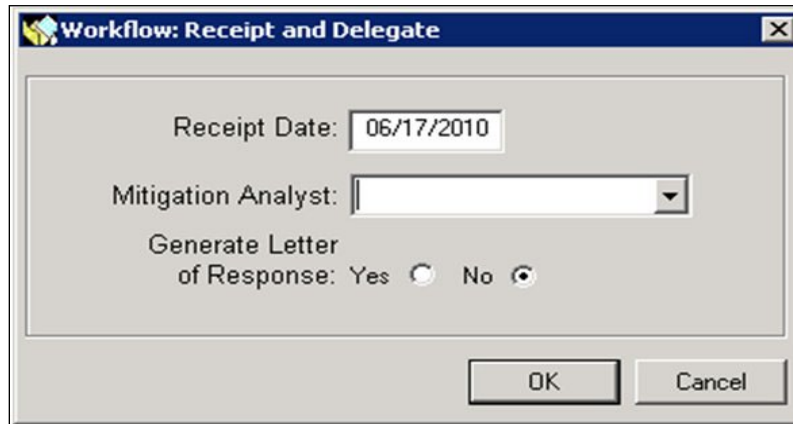 Workflow: Receipt and Delegate
Receipt Date: 06/17/2010
Mitigation Analyst:
Generate Letter
of Response: Yes No
OK Cancel